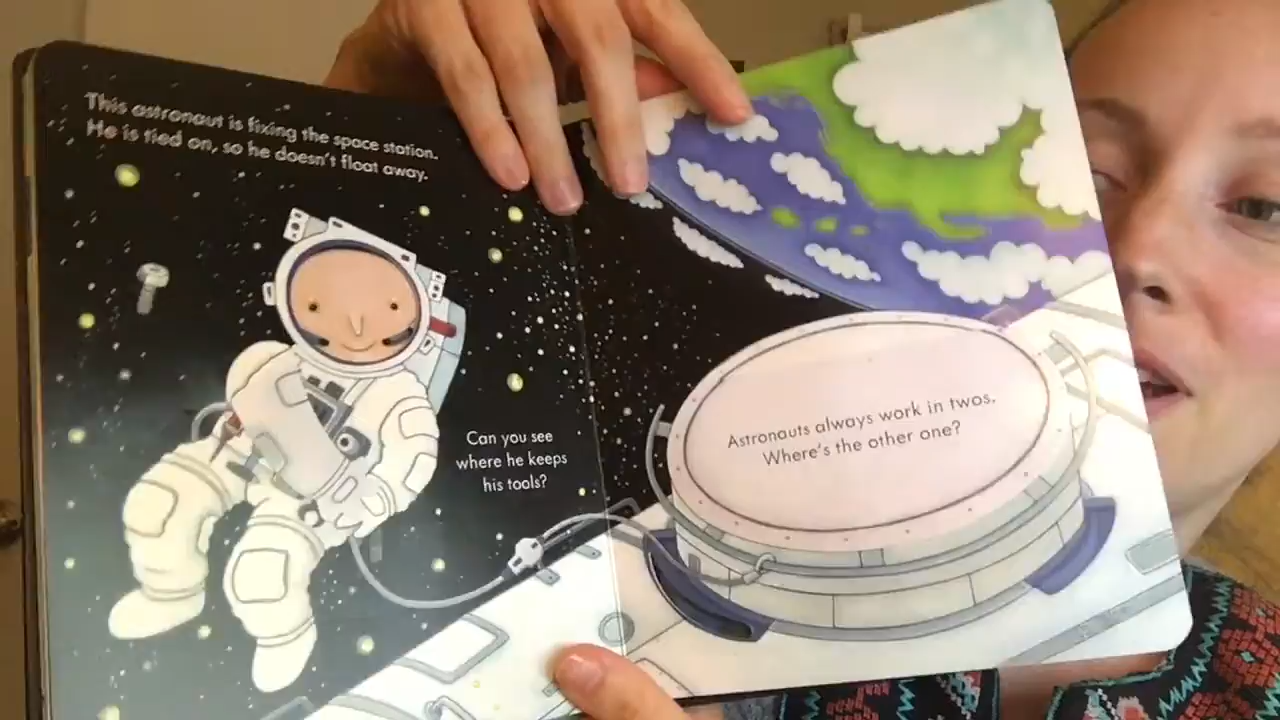 This astronaut is fixing the space station.
He is tied on, so he doesn't float away.
Can you see
where he keeps
his tools?
Astronauts always work in twos.
Where's the other one?